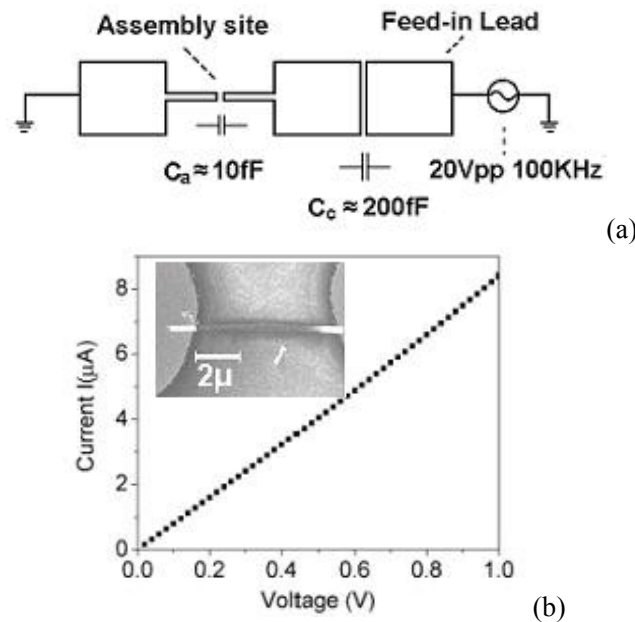 Assembly site
Feed-in Lead
Cₐ≈10fF
20Vpp 100KHz
C꜀≈200fF
(a)
8
6
4
2
0
Current I(μA)
2μ
0.0 0.2 0.4 0.6 0.8 1.0
Voltage (V)
(b)